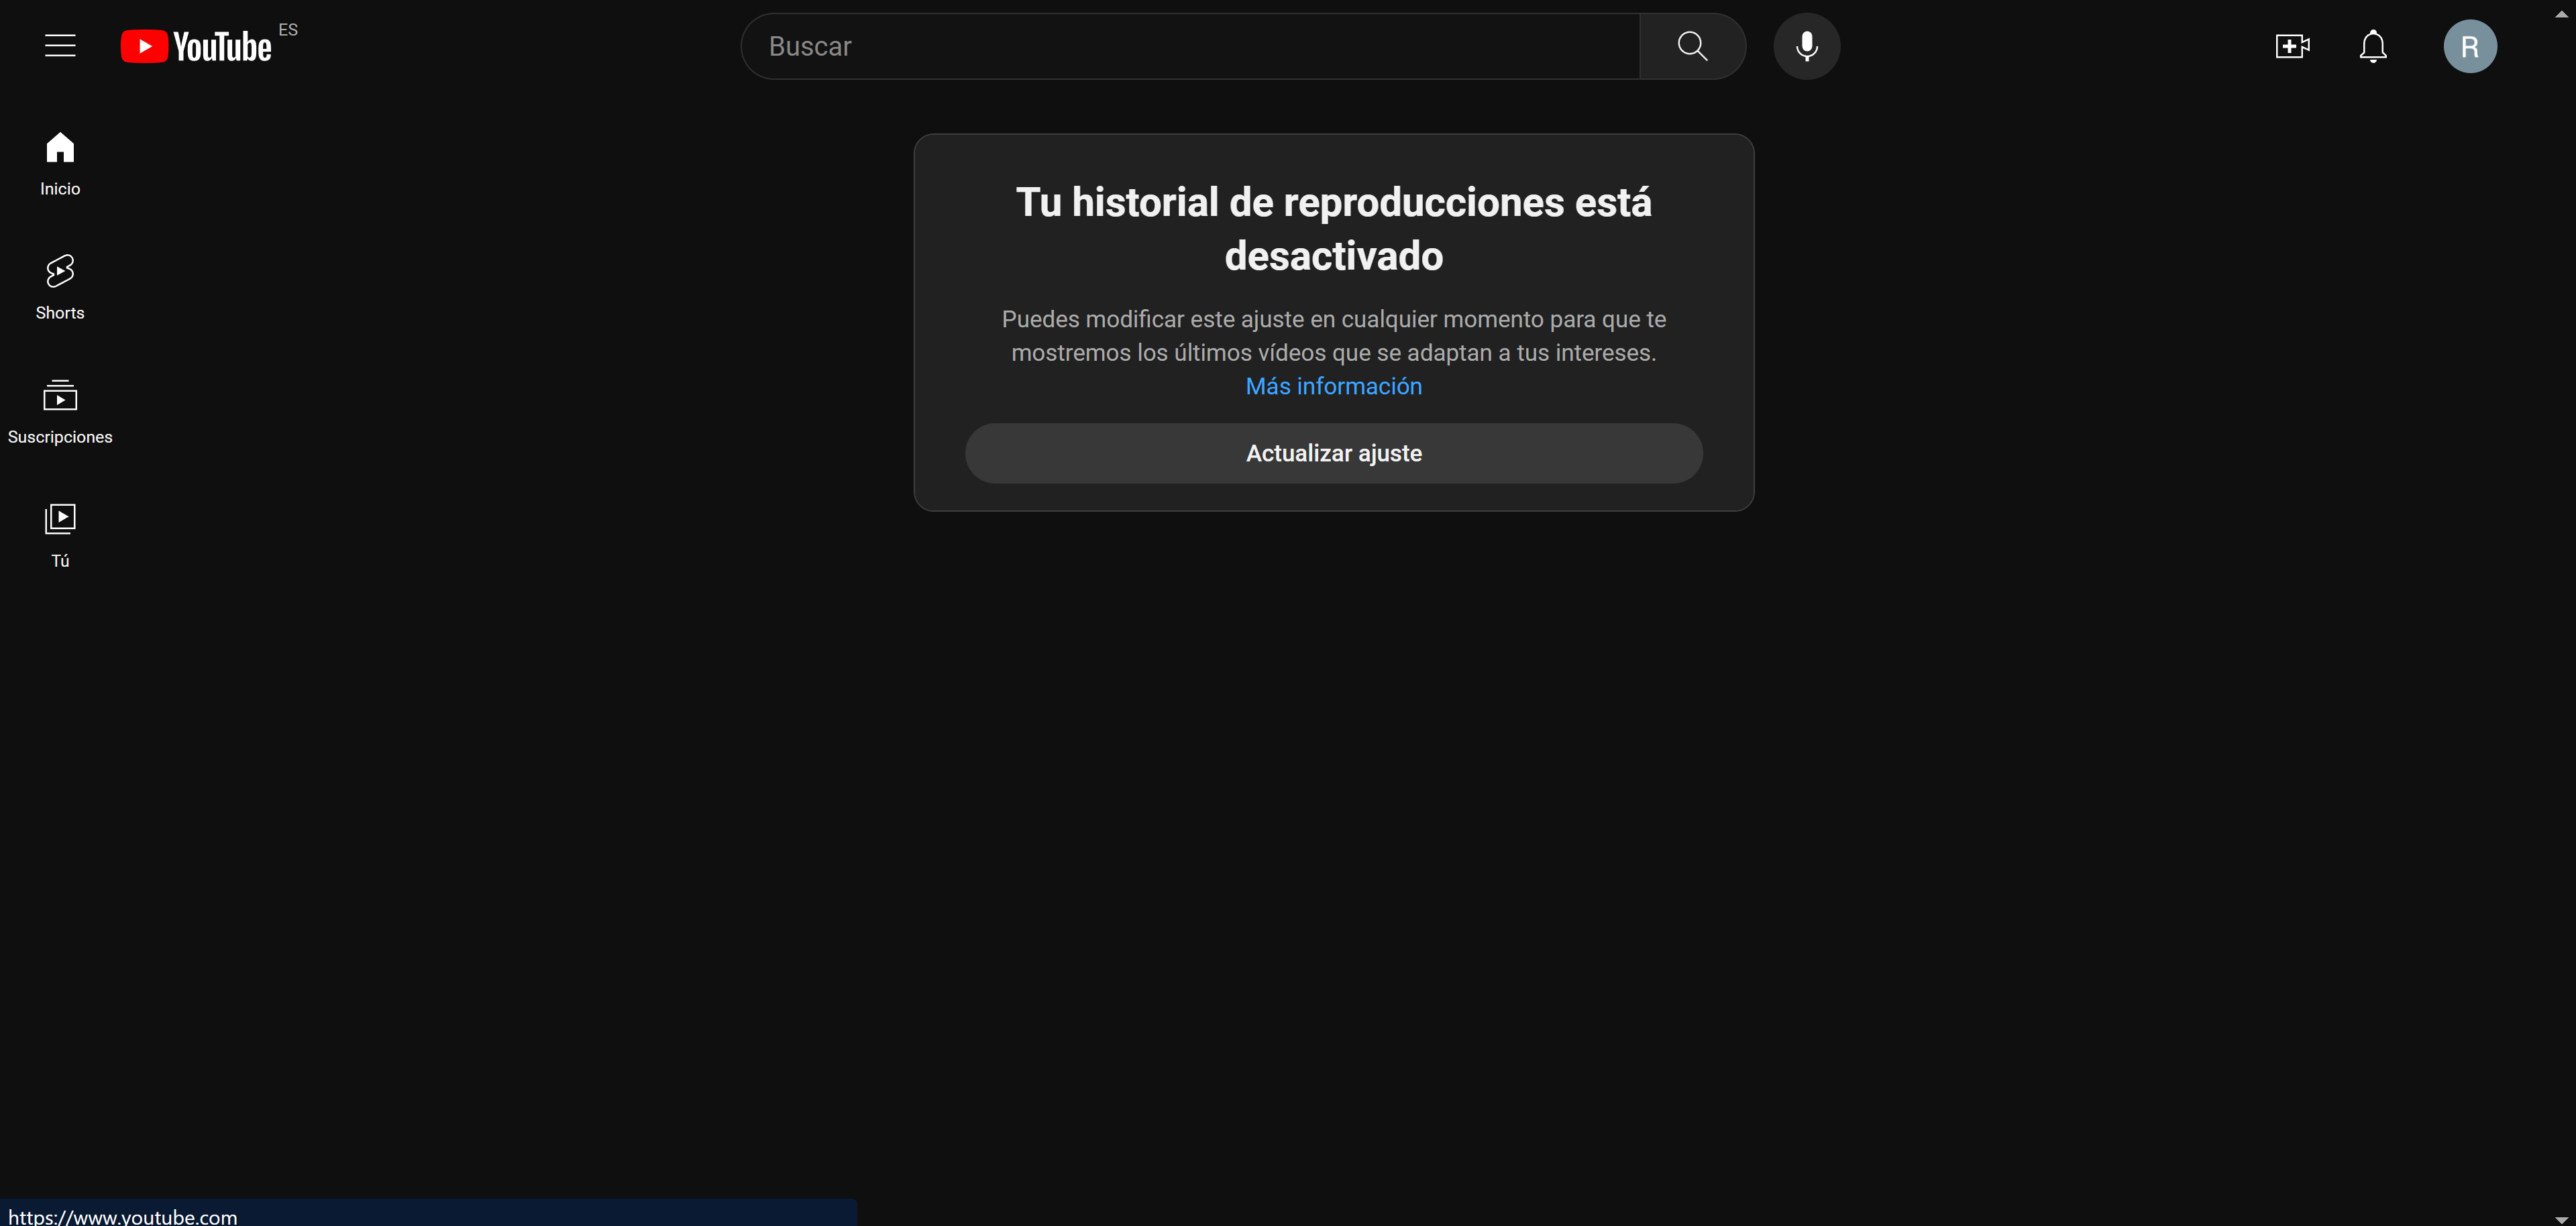 YouTube ES
Buscar
R
Inicio
Shorts
Suscripciones
Tú
Tu historial de reproducciones está
desactivado
Puedes modificar este ajuste en cualquier momento para que te
mostremos los últimos vídeos que se adaptan a tus intereses.
Más información
Actualizar ajuste
https://www.youtube.com